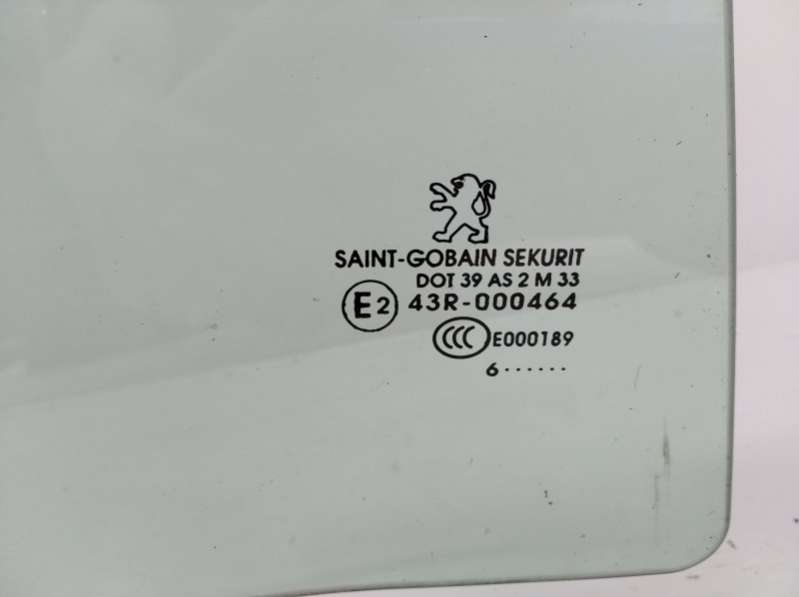 SAINT-GOBAIN SEKURIT
DOT 39 AS 2 M 33
E2 43R-000464
CCC E000189
6······